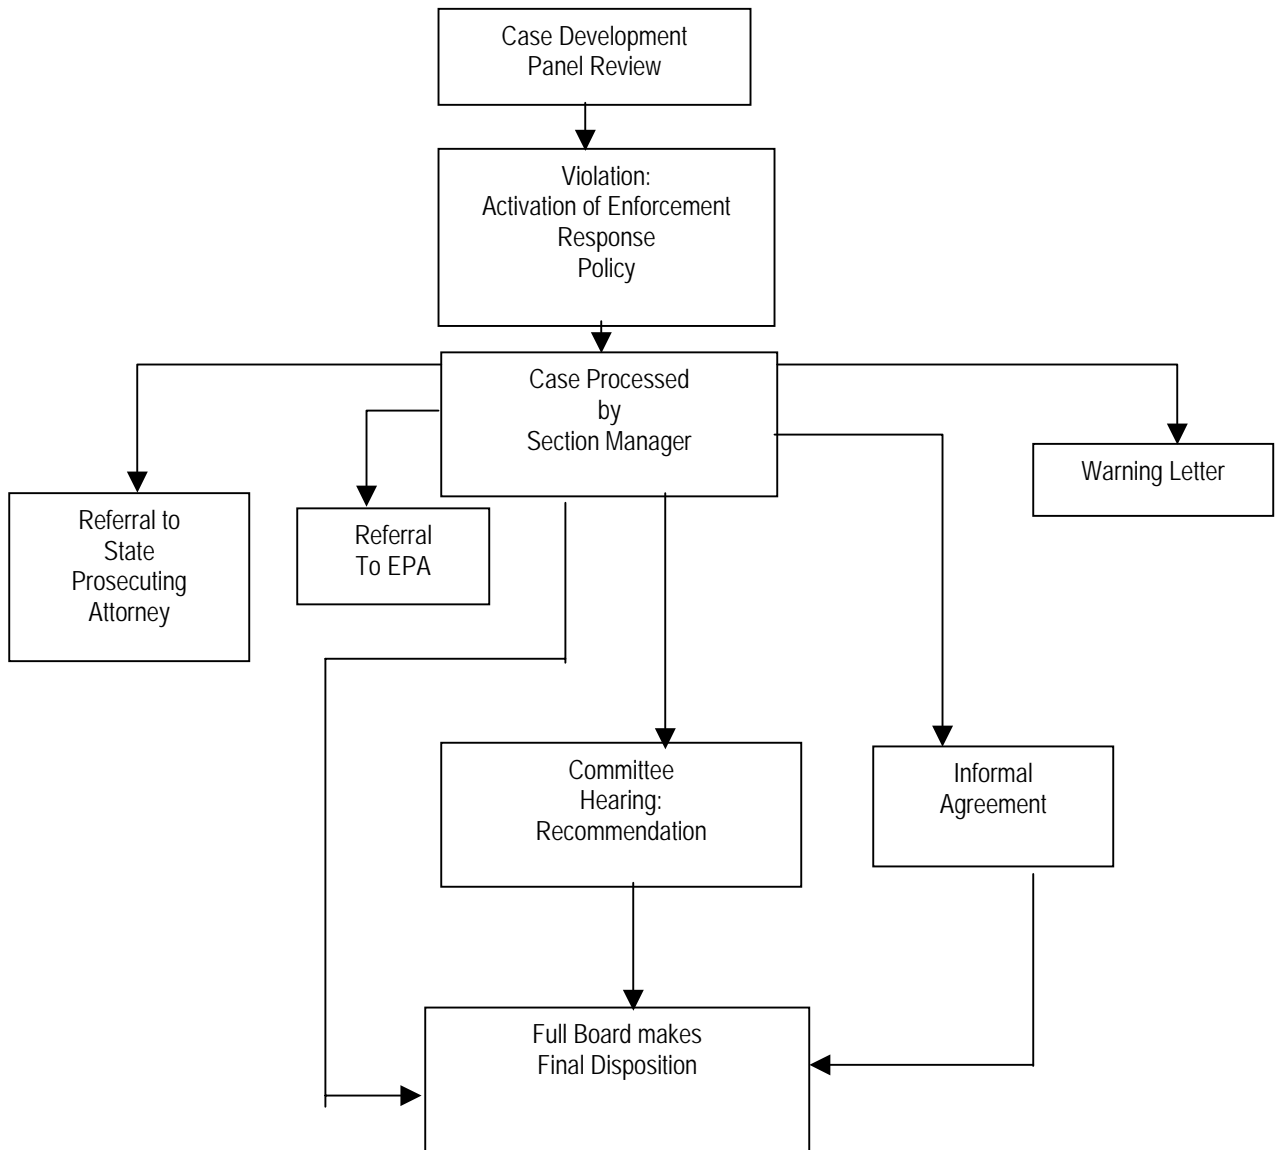 Case Development
Panel Review
Violation:
Activation of Enforcement
Response
Policy
Case Processed
by
Section Manager
Warning Letter
Referral to
State
Prosecuting
Attorney
Referral
To EPA
Committee
Hearing:
Recommendation
Informal
Agreement
Full Board makes
Final Disposition